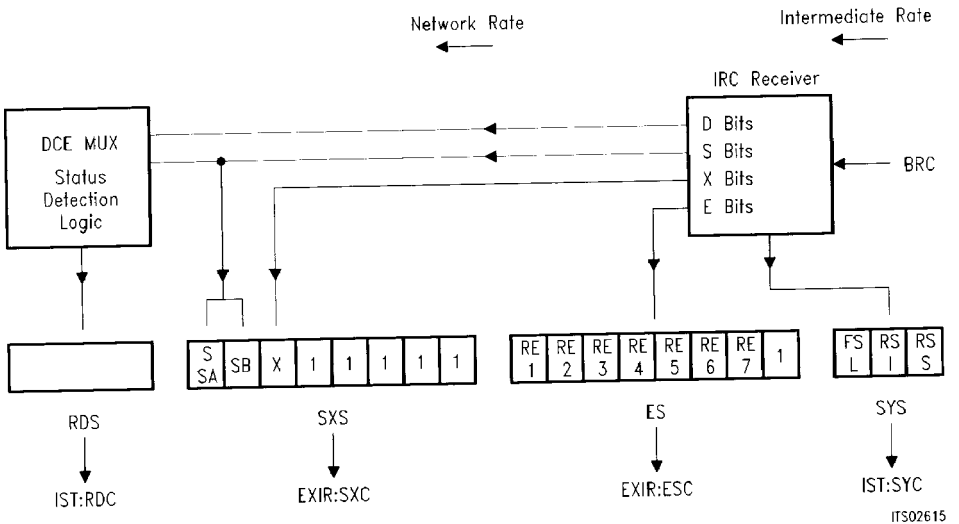 Network Rate
Intermediate Rate
IRC Receiver
DCE MUX
Status
Detection
Logic
D Bits
S Bits
X Bits
E Bits
BRC
S
SA
SB
X
1
1
1
1
1
RE
1
RE
2
RE
3
RE
4
RE
5
RE
6
RE
7
1
FS
L
RS
I
RS
S
RDS
SXS
ES
SYS
IST:RDC
EXIR:SXC
EXIR:ESC
IST:SYC
ITS02615